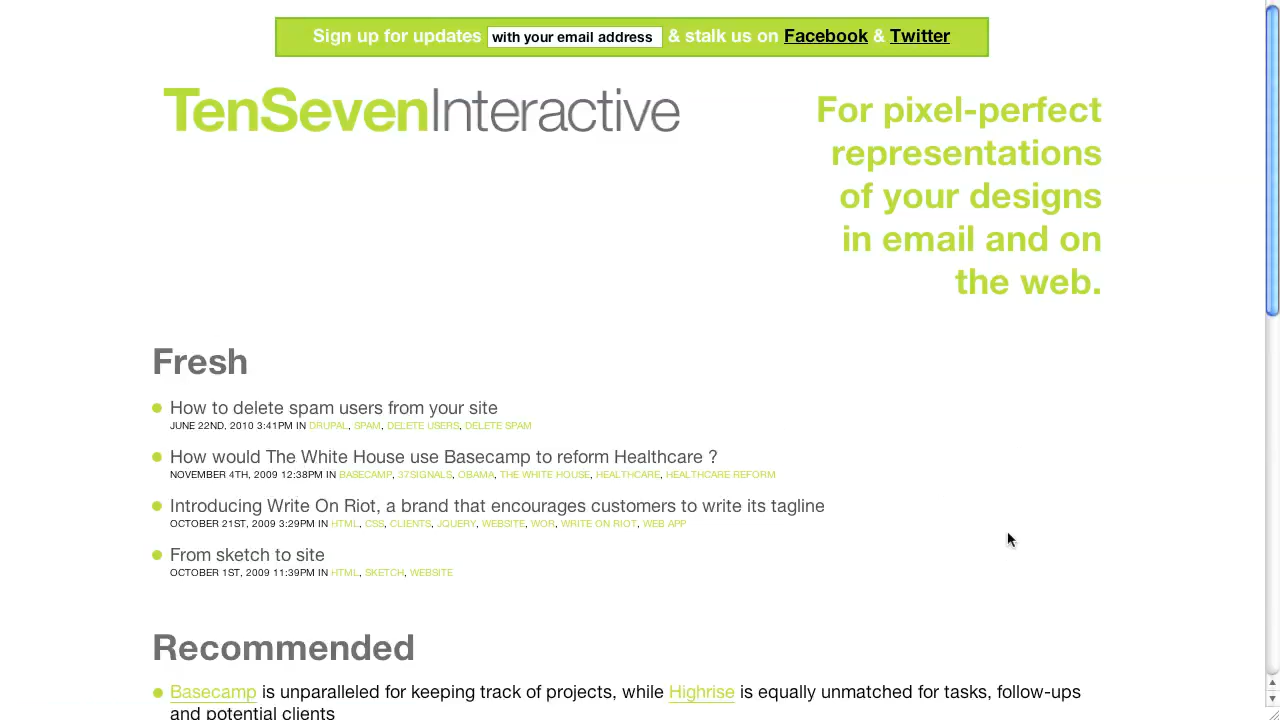 Sign up for updates with your email address & stalk us on Facebook & Twitter
TenSevenInteractive
For pixel-perfect
representations
of your designs
in email and on
the web.
Fresh
How to delete spam users from your site
JUNE 22ND, 2010 3:41PM IN DRUPAL, SPAM, DELETE USERS, DELETE SPAM
How would The White House use Basecamp to reform Healthcare ?
NOVEMBER 4TH, 2009 12:38PM IN BASECAMP, 37SIGNALS, OBAMA, THE WHITE HOUSE, HEALTHCARE, HEALTHCARE REFORM
Introducing Write On Riot, a brand that encourages customers to write its tagline
OCTOBER 21ST, 2009 3:29PM IN HTML, CSS, CLIENTS, JQUERY, WEBSITE, WOR, WRITE ON RIOT, WEB APP
From sketch to site
OCTOBER 1ST, 2009 11:39PM IN HTML, SKETCH, WEBSITE
Recommended
Basecamp is unparalleled for keeping track of projects, while Highrise is equally unmatched for tasks, follow-ups
and potential clients